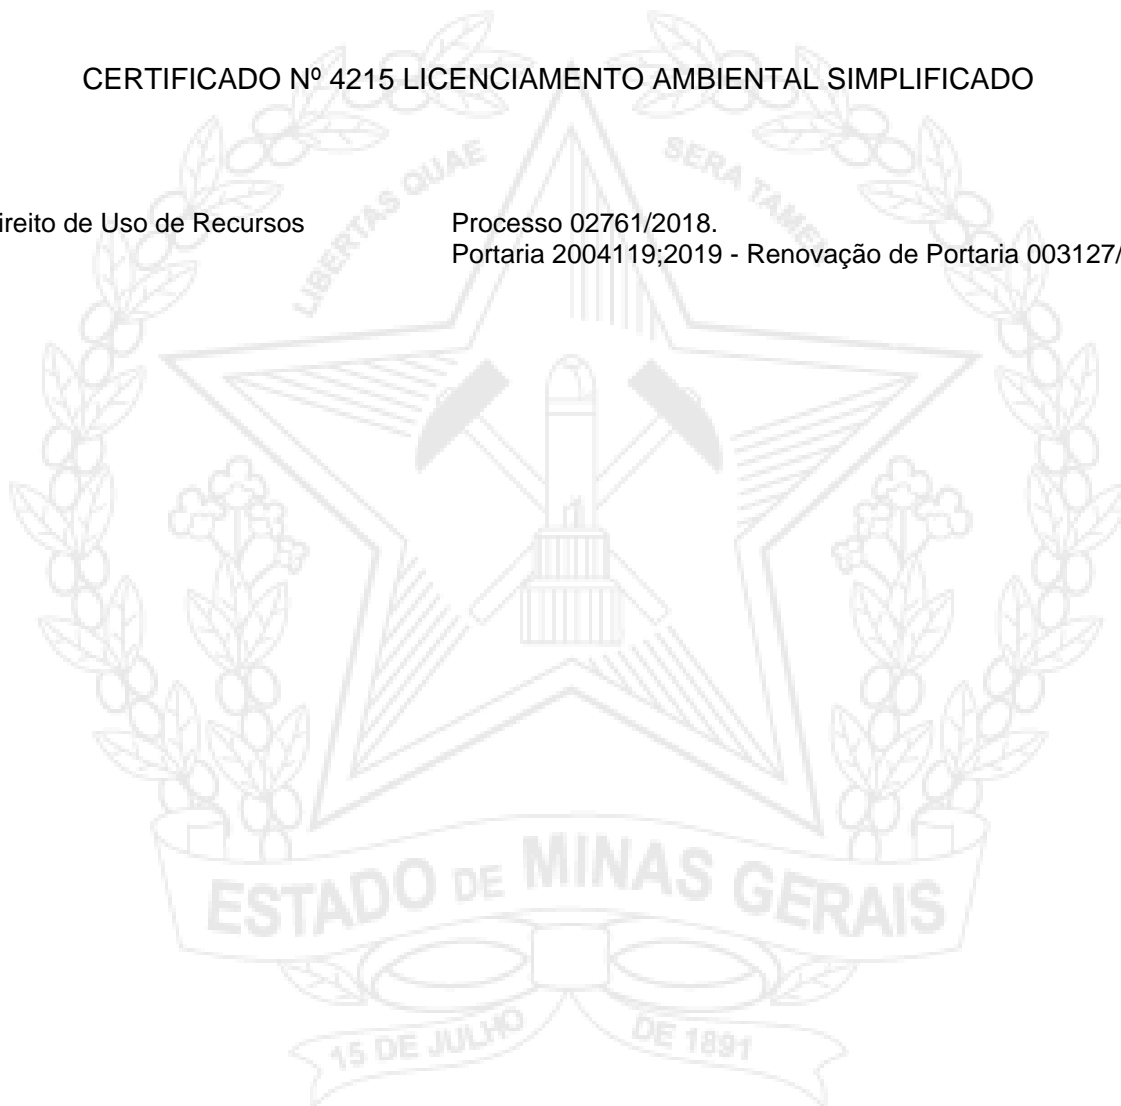 CERTIFICADO Nº 4215 LICENCIAMENTO AMBIENTAL SIMPLIFICADO
LIBERTAS QUAE SERA TAMEN
ireito de Uso de Recursos
Processo 02761/2018.
Portaria 2004119;2019 - Renovação de Portaria 003127/
ESTADO DE MINAS GERAIS
15 DE JULHO DE 1891